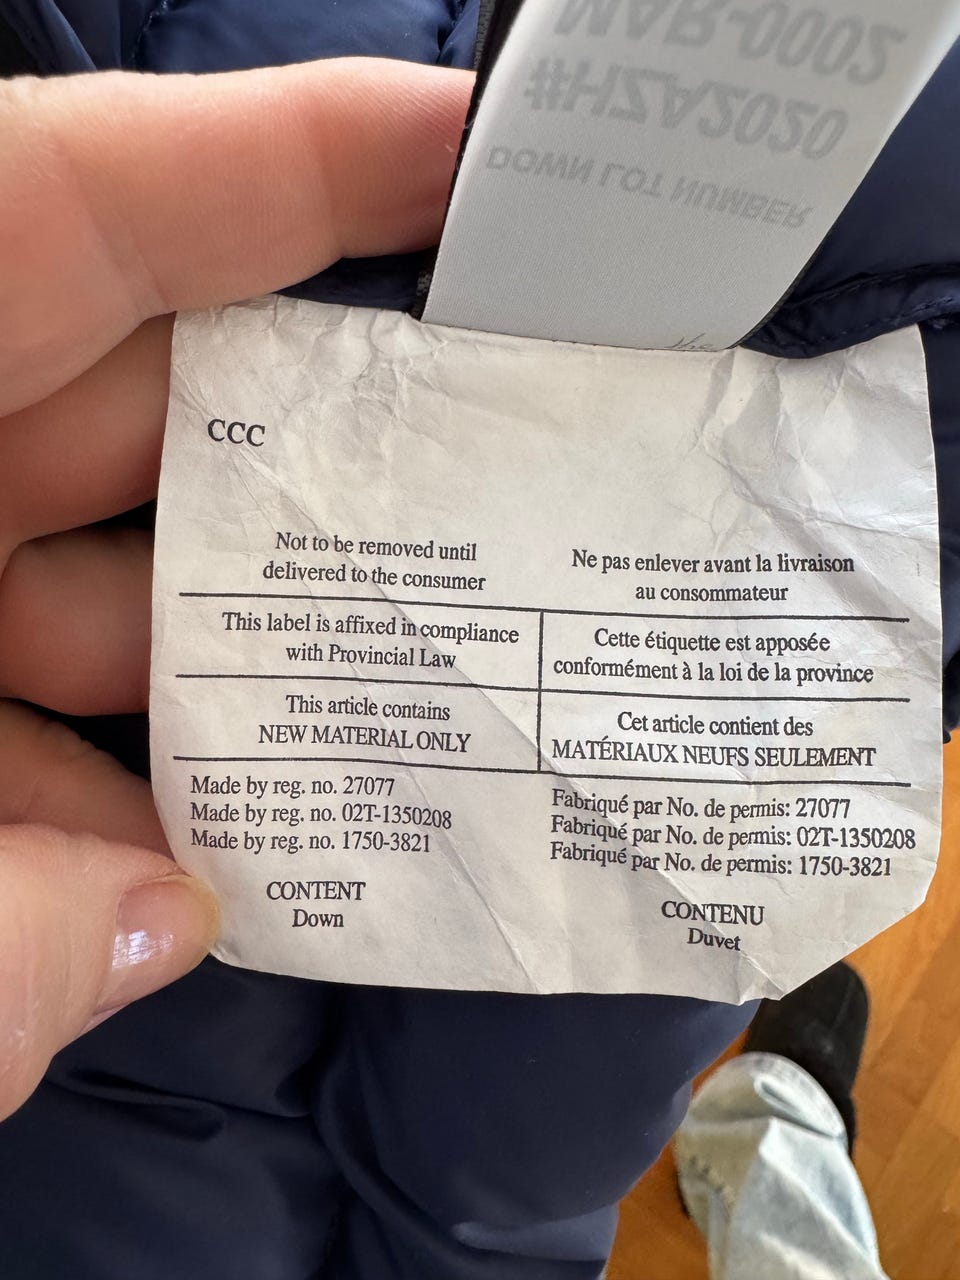 MAR-0002
#HZA2020
DOWN LOT NUMBER
CCC
Not to be removed until
delivered to the consumer
Ne pas enlever avant la livraison
au consommateur
This label is affixed in compliance
with Provincial Law
Cette étiquette est apposée
conformément à la loi de la province
This article contains
NEW MATERIAL ONLY
Cet article contient des
MATÉRIAUX NEUFS SEULEMENT
Made by reg. no. 27077
Made by reg. no. 02T-1350208
Made by reg. no. 1750-3821
Fabriqué par No. de permis: 27077
Fabriqué par No. de permis: 02T-1350208
Fabriqué par No. de permis: 1750-3821
CONTENT
Down
CONTENU
Duvet